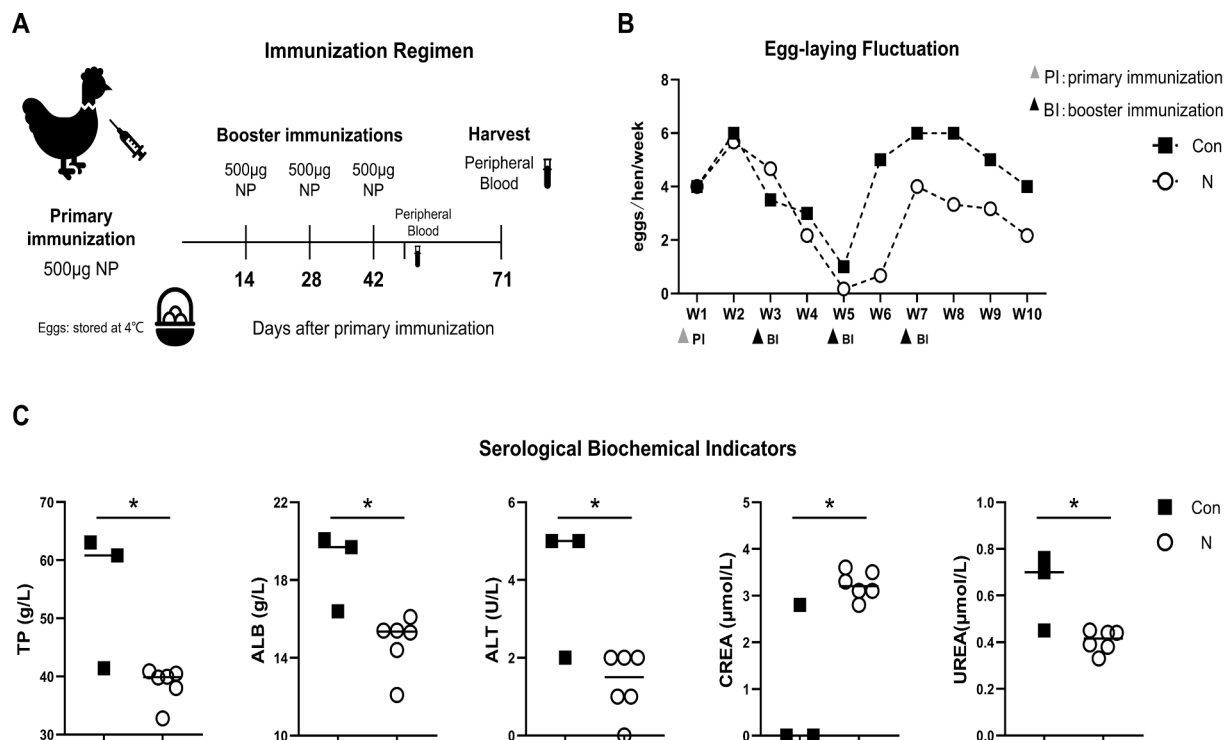 A
Immunization Regimen
Booster immunizations
Harvest
500μg NP
500μg NP
500μg NP
Peripheral Blood
Primary immunization
500μg NP
Peripheral Blood
14
28
42
71
Eggs: stored at 4℃
Days after primary immunization
B
Egg-laying Fluctuation
PI:primary immunization
BI:booster immunization
Con
N
eggs/hen/week
8
6
4
2
0
W1 W2 W3 W4 W5 W6 W7 W8 W9 W10
PI BI BI BI
C
Serological Biochemical Indicators
TP (g/L)
70
60
50
40
30
*
ALB (g/L)
22
18
14
10
*
ALT (U/L)
6
4
2
0
*
CREA (μmol/L)
5
4
3
2
1
0
*
UREA(μmol/L)
1.0
0.8
0.6
0.4
0.2
0.0
*
Con
N